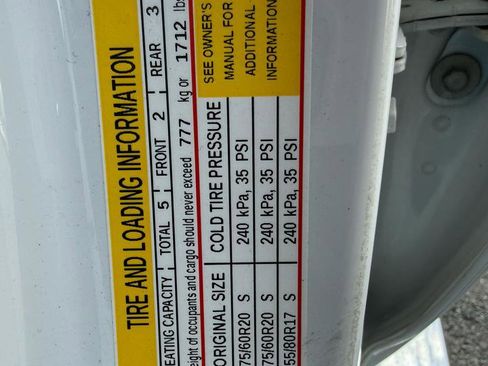 TIRE AND LOADING INFORMATION
EATING CAPACITY TOTAL 5 FRONT 2 REAR 3
eight of occupants and cargo should never exceed 777 kg or 1712 lbs
ORIGINAL SIZE COLD TIRE PRESSURE SEE OWNER'S
75/60R20 S 240 kPa, 35 PSI MANUAL FOR
75/60R20 S 240 kPa, 35 PSI ADDITIONAL
55/80R17 S 240 kPa, 35 PSI INFORMATION